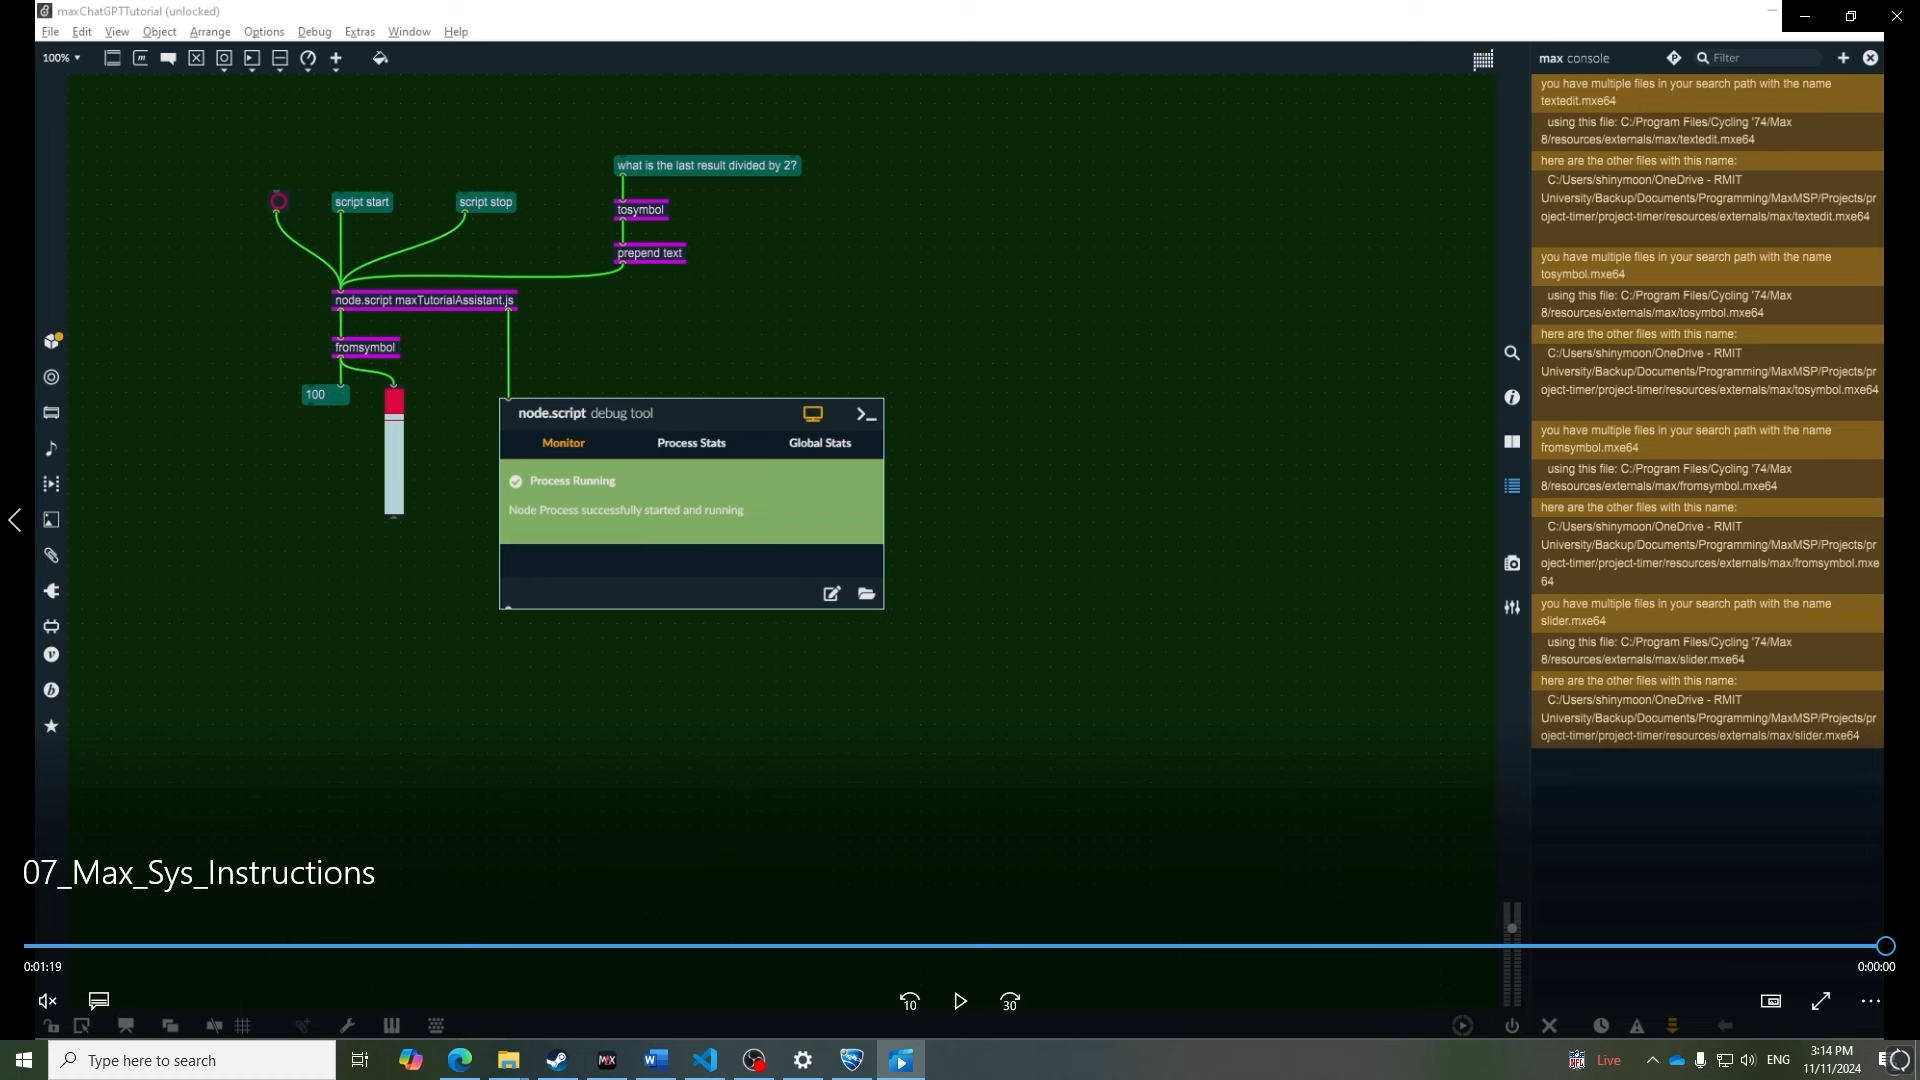 maxChatGPTTutorial (unlocked)
File Edit View Object Arrange Options Debug Extras Window Help
100%
max console
Filter
what is the last result divided by 2?
script start
script stop
tosymbol
prepend text
node.script maxTutorialAssistant.js
fromsymbol
100
node.script debug tool
Monitor
Process Stats
Global Stats
Process Running
Node Process successfully started and running
you have multiple files in your search path with the name
textedit.mxe64
using this file: C:/Program Files/Cycling '74/Max
8/resources/externals/max/textedit.mxe64
here are the other files with this name:
C:/Users/shinymoon/OneDrive - RMIT
University/Backup/Documents/Programming/MaxMSP/Projects/pr
oject-timer/project-timer/resources/externals/max/textedit.mxe64
you have multiple files in your search path with the name
tosymbol.mxe64
using this file: C:/Program Files/Cycling '74/Max
8/resources/externals/max/tosymbol.mxe64
here are the other files with this name:
C:/Users/shinymoon/OneDrive - RMIT
University/Backup/Documents/Programming/MaxMSP/Projects/pr
oject-timer/project-timer/resources/externals/max/tosymbol.mxe64
you have multiple files in your search path with the name
fromsymbol.mxe64
using this file: C:/Program Files/Cycling '74/Max
8/resources/externals/max/fromsymbol.mxe64
here are the other files with this name:
C:/Users/shinymoon/OneDrive - RMIT
University/Backup/Documents/Programming/MaxMSP/Projects/pr
oject-timer/project-timer/resources/externals/max/fromsymbol.mxe
64
you have multiple files in your search path with the name
slider.mxe64
using this file: C:/Program Files/Cycling '74/Max
8/resources/externals/max/slider.mxe64
here are the other files with this name:
C:/Users/shinymoon/OneDrive - RMIT
University/Backup/Documents/Programming/MaxMSP/Projects/pr
oject-timer/project-timer/resources/externals/max/slider.mxe64
07_Max_Sys_Instructions
0:01:19
0:00:00
10
30
Type here to search
Live
ENG
3:14 PM
11/11/2024